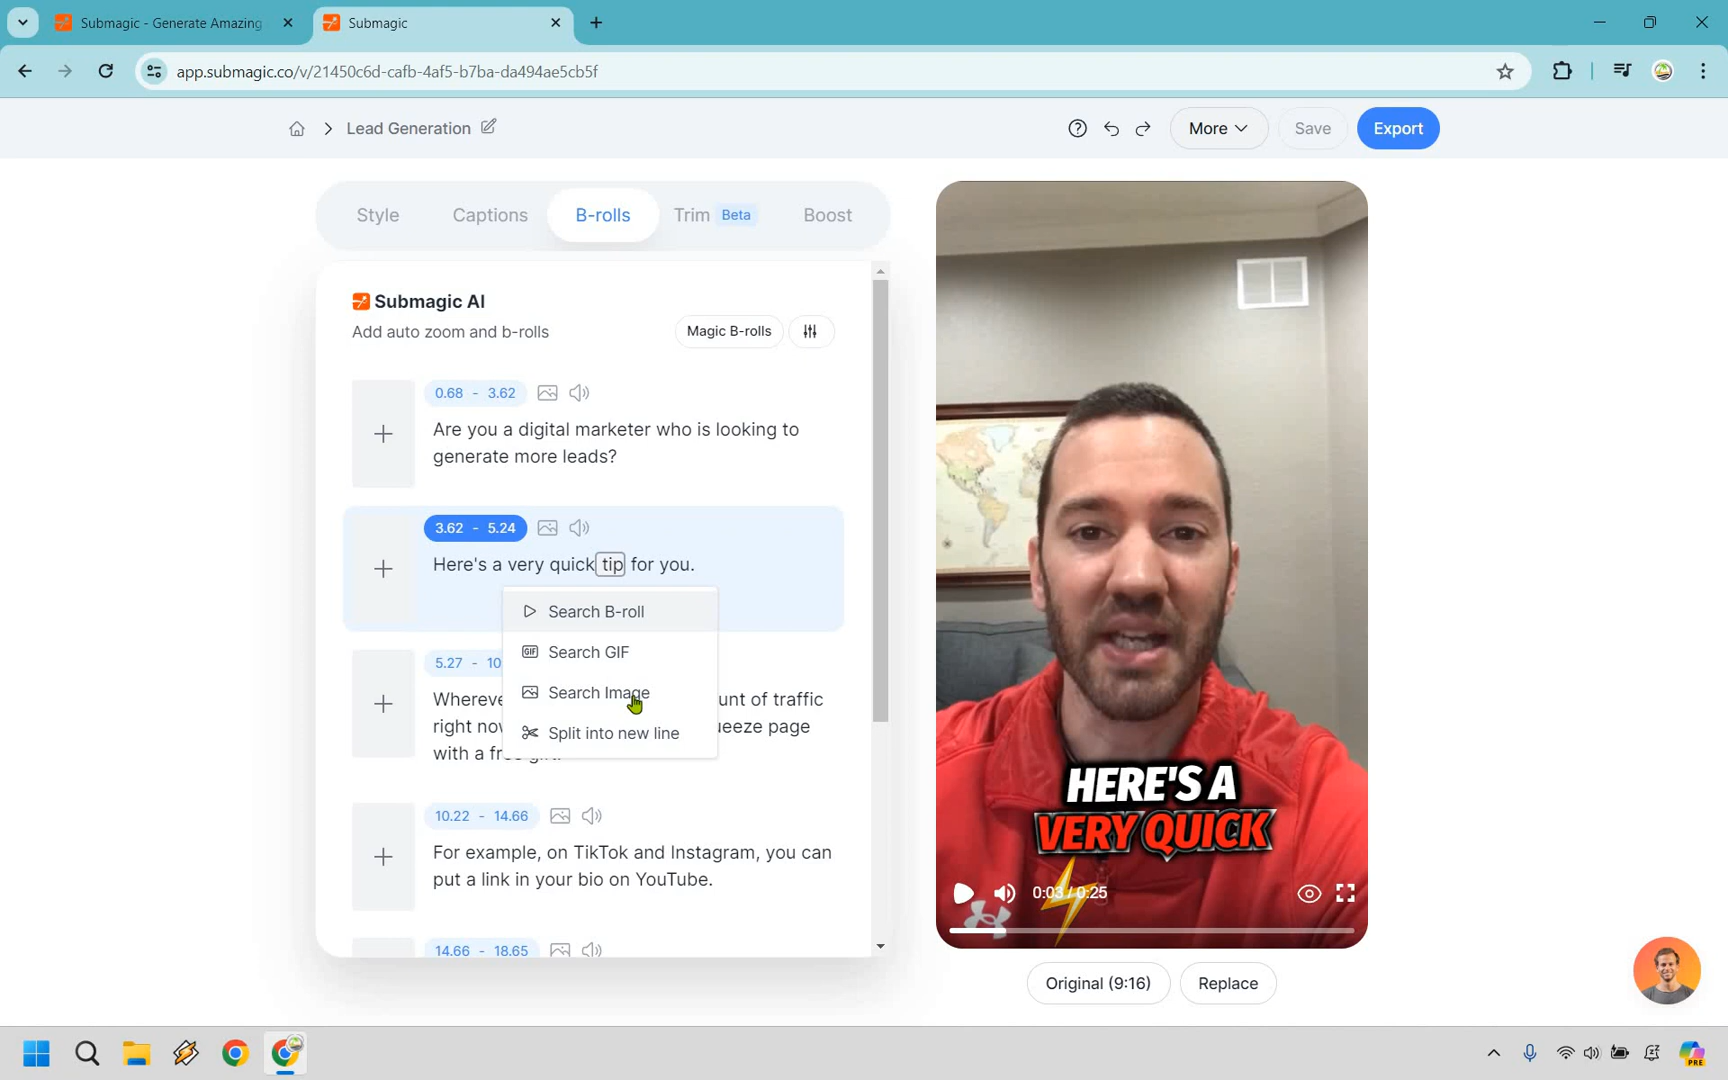 Submagic - Generate Amazing
Submagic
app.submagic.co/v/21450c6d-cafb-4af5-b7ba-da494ae5cb5f
Lead Generation
More
Save
Export
Style
Captions
B-rolls
Trim Beta
Boost
Submagic AI
Add auto zoom and b-rolls
Magic B-rolls
0.68 - 3.62
Are you a digital marketer who is looking to
generate more leads?
3.62 - 5.24
Here's a very quick tip for you.
Search B-roll
GIF Search GIF
Search Image
Split into new line
5.27 - 10
unt of traffic
right now
ueeze page
with a
10.22 - 14.66
For example, on TikTok and Instagram, you can
put a link in your bio on YouTube.
14.66 - 18.65
HERE'S A
VERY QUICK
0:03 / 0:25
Original (9:16)
Replace
PRE